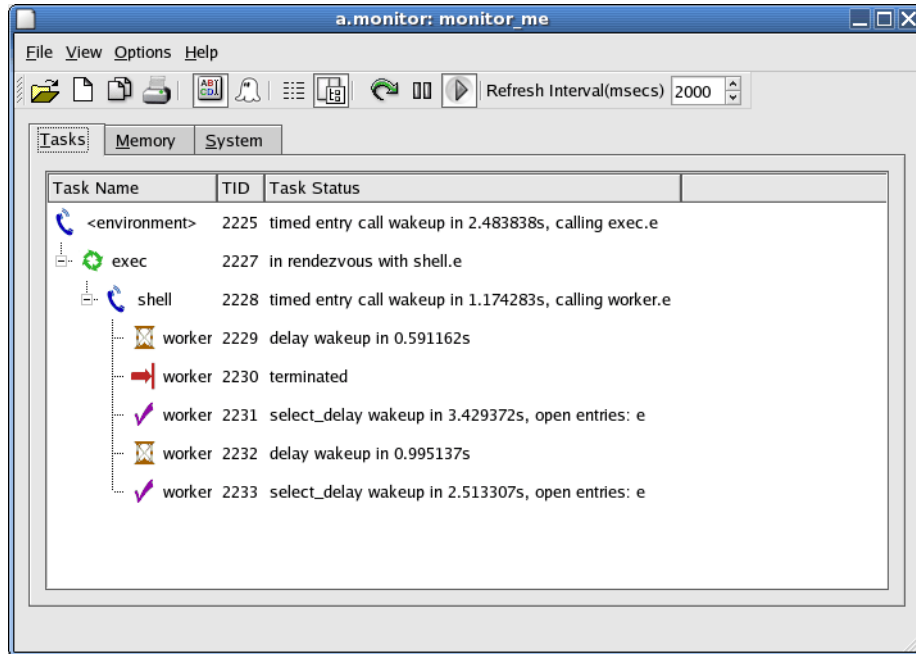 a.monitor: monitor_me
File View Options Help
ABI
CDL
Refresh Interval(msecs) 2000
Tasks Memory System
Task Name TID Task Status
<environment> 2225 timed entry call wakeup in 2.483838s, calling exec.e
exec 2227 in rendezvous with shell.e
shell 2228 timed entry call wakeup in 1.174283s, calling worker.e
worker 2229 delay wakeup in 0.591162s
worker 2230 terminated
worker 2231 select_delay wakeup in 3.429372s, open entries: e
worker 2232 delay wakeup in 0.995137s
worker 2233 select_delay wakeup in 2.513307s, open entries: e